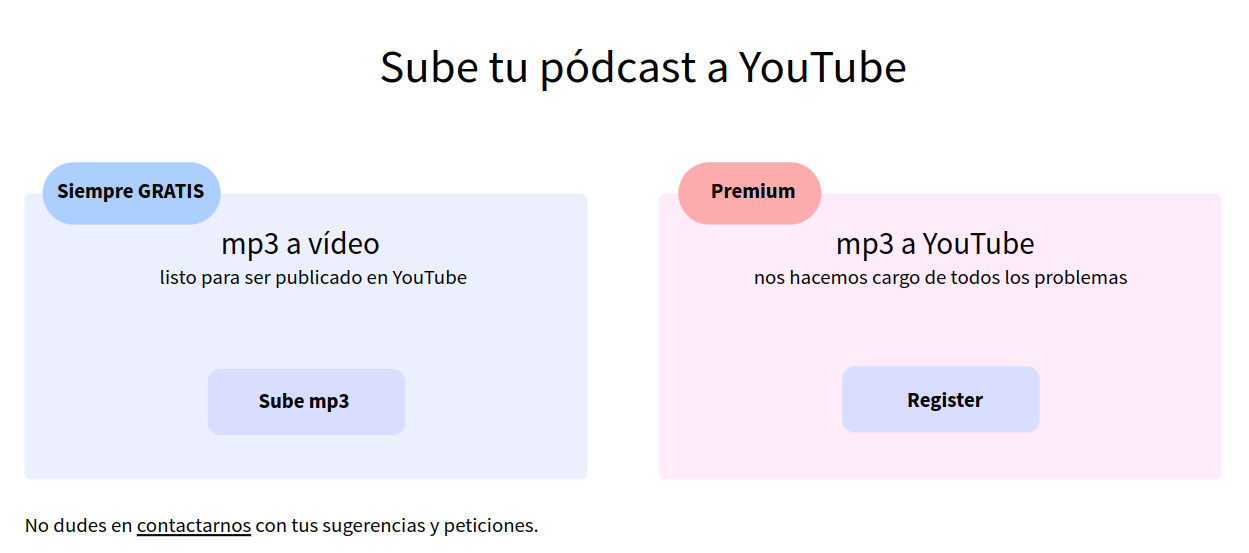 Sube tu pódcast a YouTube
Siempre GRATIS
mp3 a vídeo
listo para ser publicado en YouTube
Sube mp3
Premium
mp3 a YouTube
nos hacemos cargo de todos los problemas
Register
No dudes en contactarnos con tus sugerencias y peticiones.